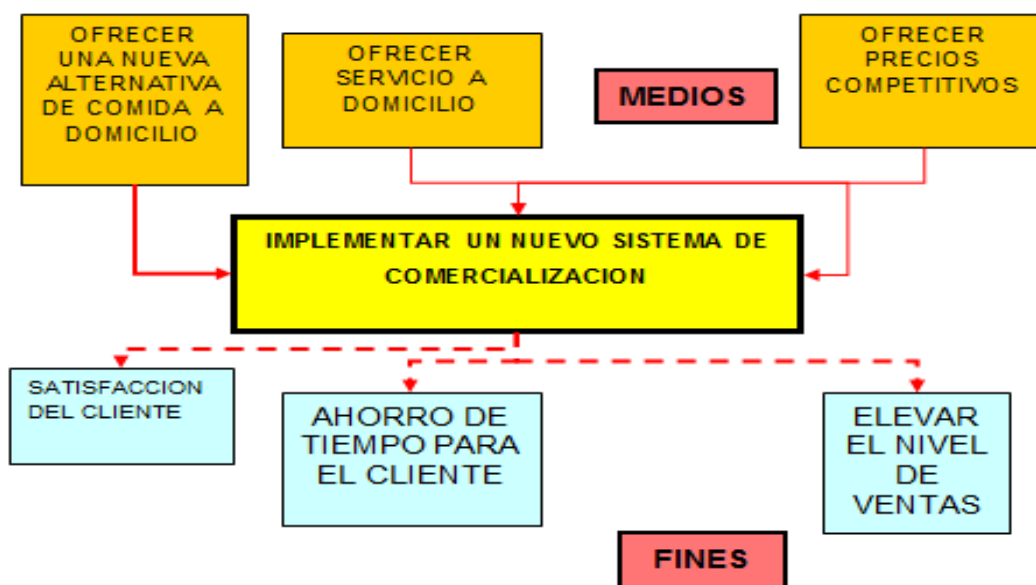 OFRECER
UNA NUEVA
ALTERNATIVA
DE COMIDA A
DOMICILIO
OFRECER
SERVICIO A
DOMICILIO
MEDIOS
OFRECER
PRECIOS
COMPETITIVOS
IMPLEMENTAR UN NUEVO SISTEMA DE
COMERCIALIZACION
SATISFACCION
DEL CLIENTE
AHORRO DE
TIEMPO PARA
EL CLIENTE
ELEVAR
EL NIVEL
DE
VENTAS
FINES